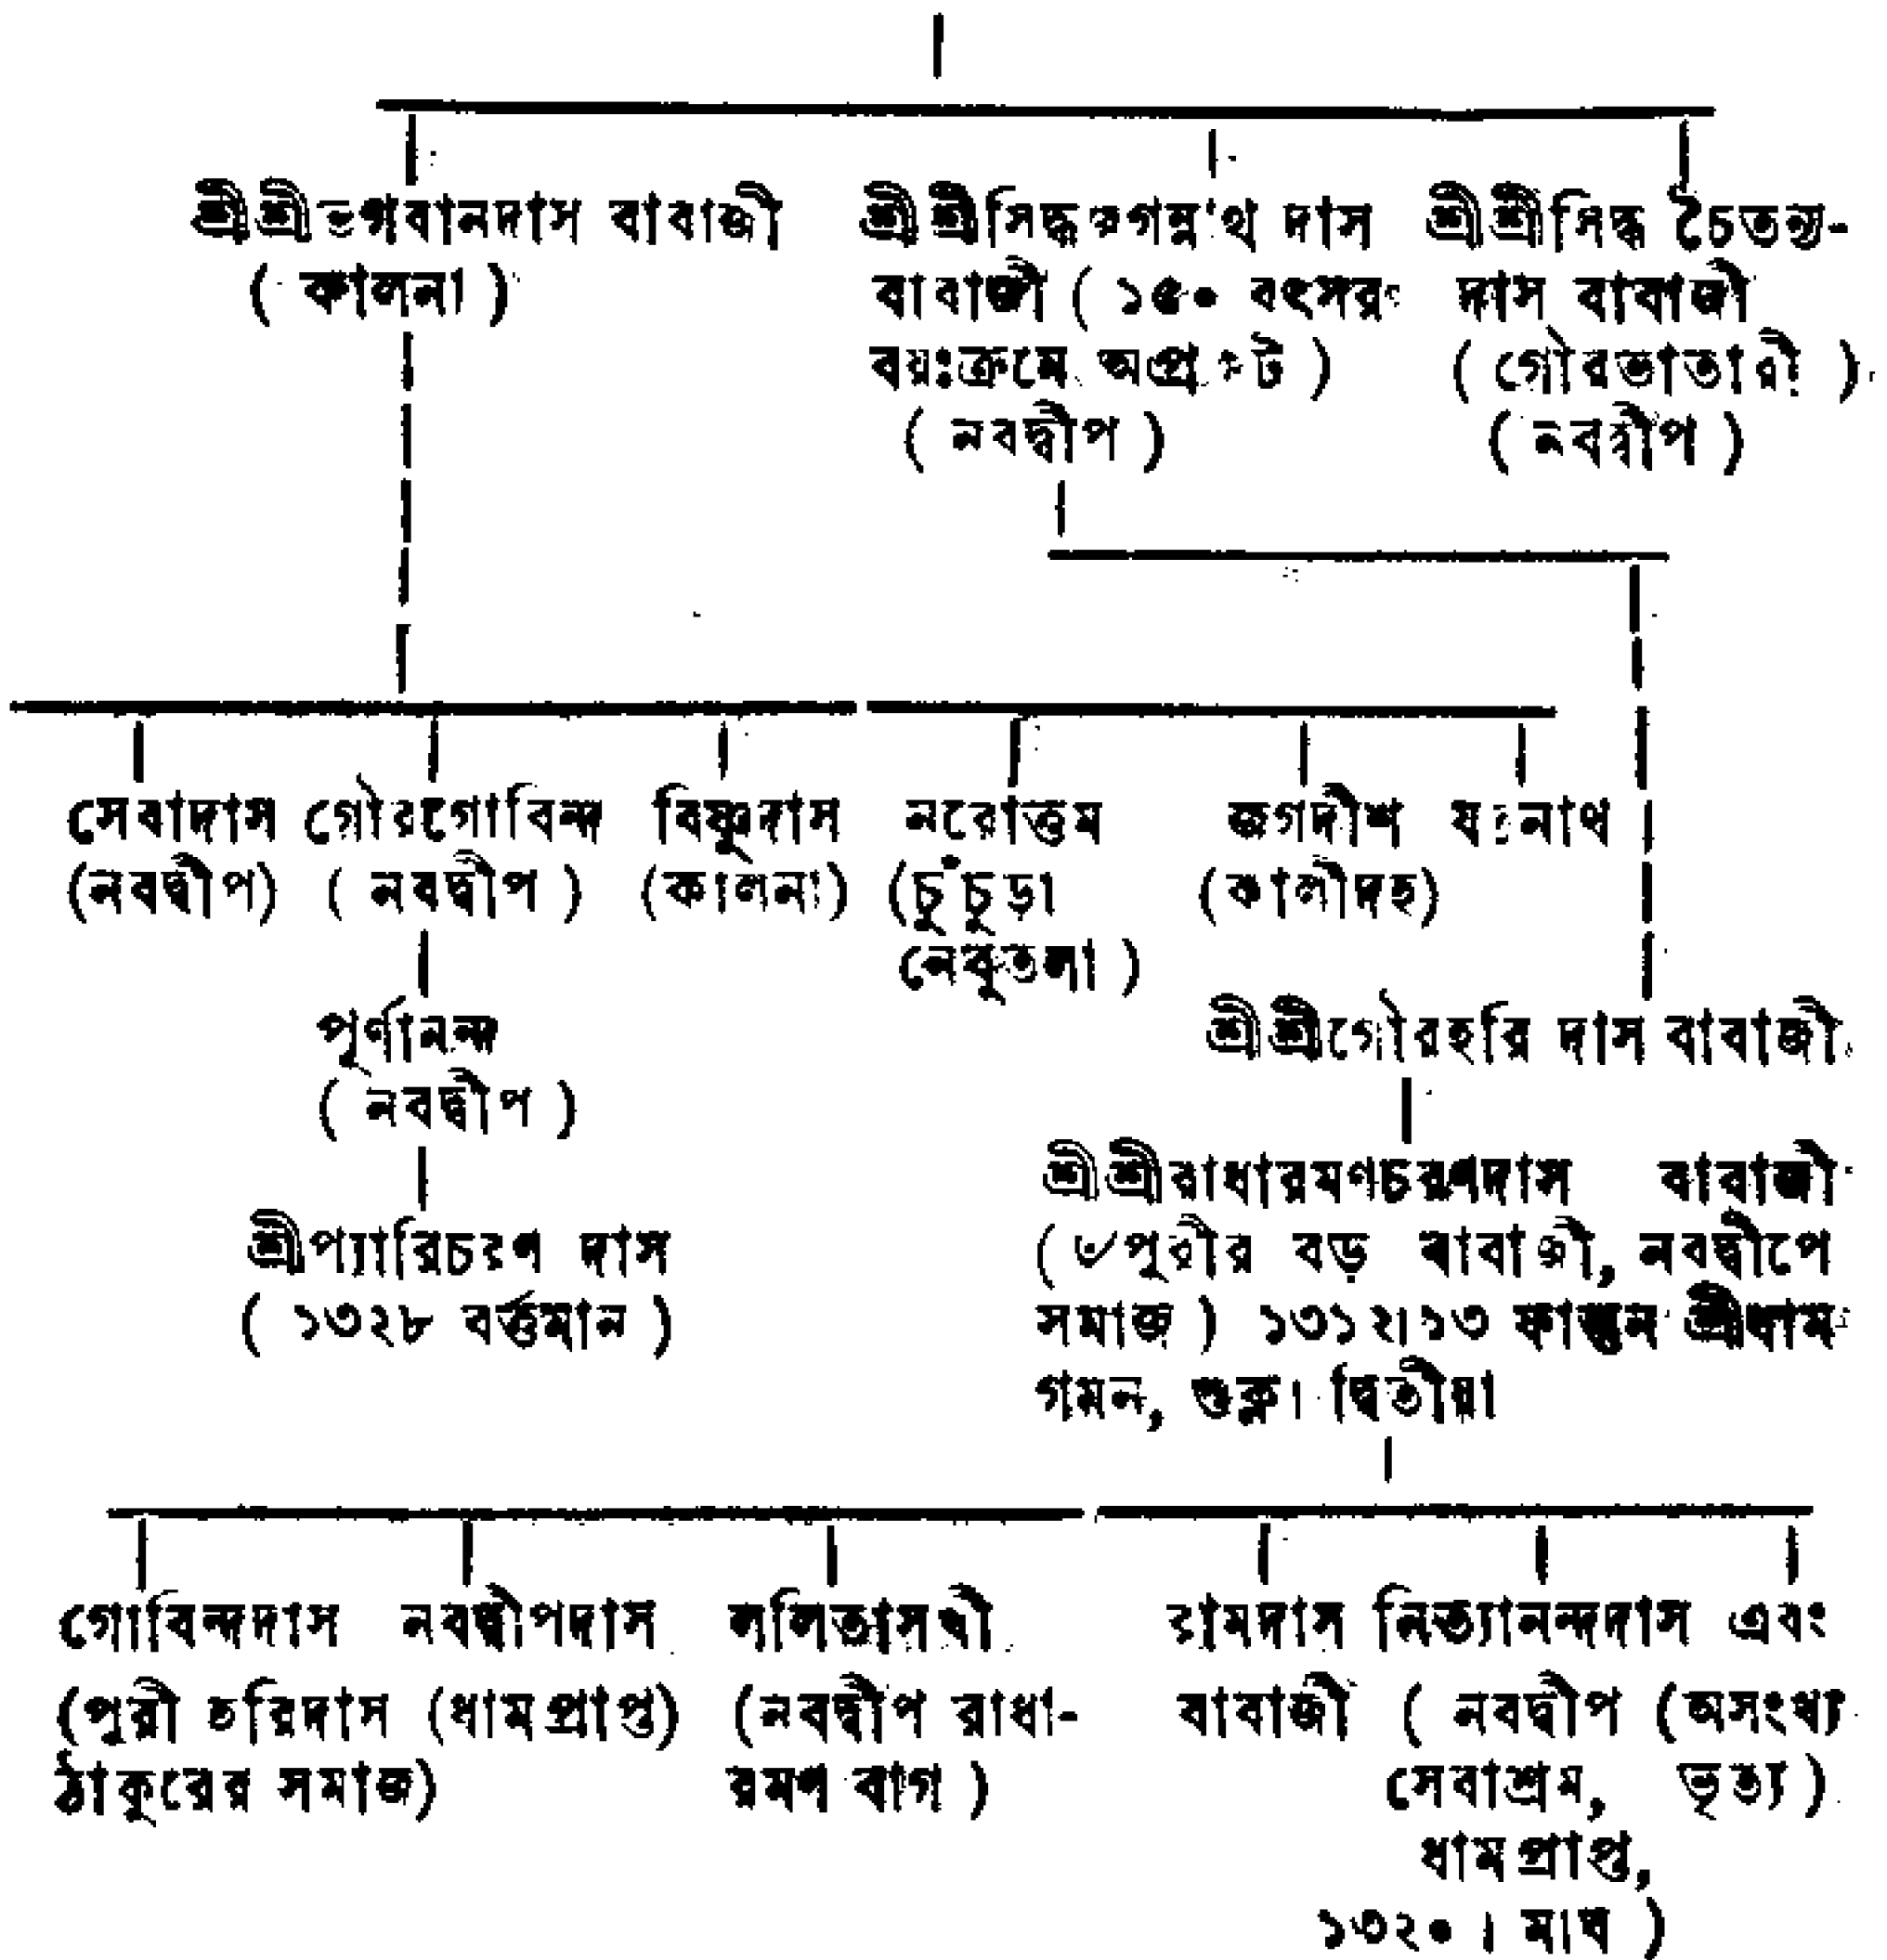 শ্রীশ্রীভগবানদাস বাবাজী
( কালনা )
শ্রীশ্রীসিদ্ধজগন্নাথ দাস
বাবাজী ( ১৫০ বৎসর
বয়ঃক্রমে অপ্রকট )
( নবদ্বীপ )
শ্রীশ্রীসিদ্ধ চৈতন্য-
দাস বাবাজী
( গৌরভাতারী )
( নবদ্বীপ )
সেবাদাস গৌরগোবিন্দ বিষ্ণুদাস নরোত্তম জগদীশ যদুনাথ
(নবদ্বীপ) ( নবদ্বীপ ) (কালনা) (চুঁচুড়া (কালীদহ)
নেবুতলা )
পূর্ণানন্দ
( নবদ্বীপ )
শ্রীপ্যারিচরণ দাস
( ১৩২৮ বর্ত্তমান )
শ্রীশ্রীগৌরহরি দাস বাবাজী
শ্রীশ্রীরাধারমণচরণদাস বাবাজী
( ৺পুরীর বড় বাবাজী, নবদ্বীপে
সমাজ ) ১৩১২।১৩ ফাল্গুন শ্রীধাম
গমন, শুক্লা দ্বিতীয়া
গোবিন্দদাস নবদ্বীপদাস ললিতাসখী রামদাস নিত্যানন্দদাস এবং
(পুরী হরিদাস (ধামপ্রাপ্ত) (নবদ্বীপ রাধা- বাবাজী ( নবদ্বীপ (অসংখ্য
ঠাকুরের সমাজ) রমণ বাগ ) সেবাশ্রম, ভৃত্য )
ধামপ্রাপ্ত,
১৩২০ । মাঘ )